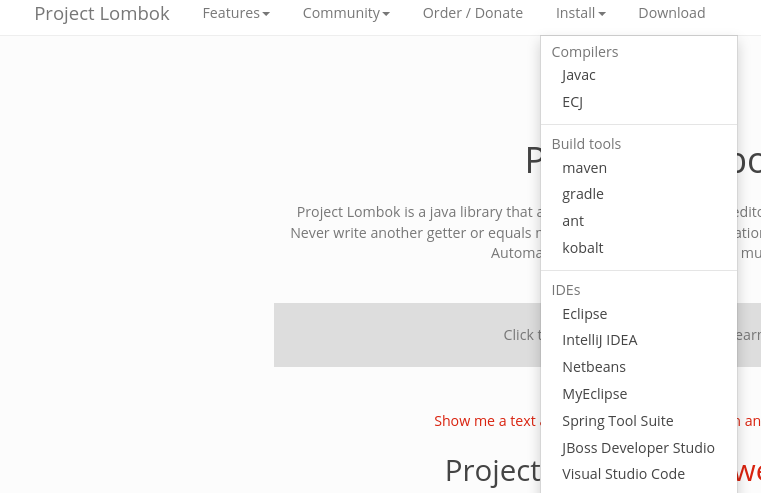 Project Lombok Features Community Order / Donate Install Download
Compilers
Javac
ECJ
Build tools
maven
gradle
ant
kobalt
IDEs
Eclipse
IntelliJ IDEA
Netbeans
MyEclipse
Spring Tool Suite
JBoss Developer Studio
Visual Studio Code
Project Lombok is a java library that
Never write another getter or equals
Click
Show me a text
Project